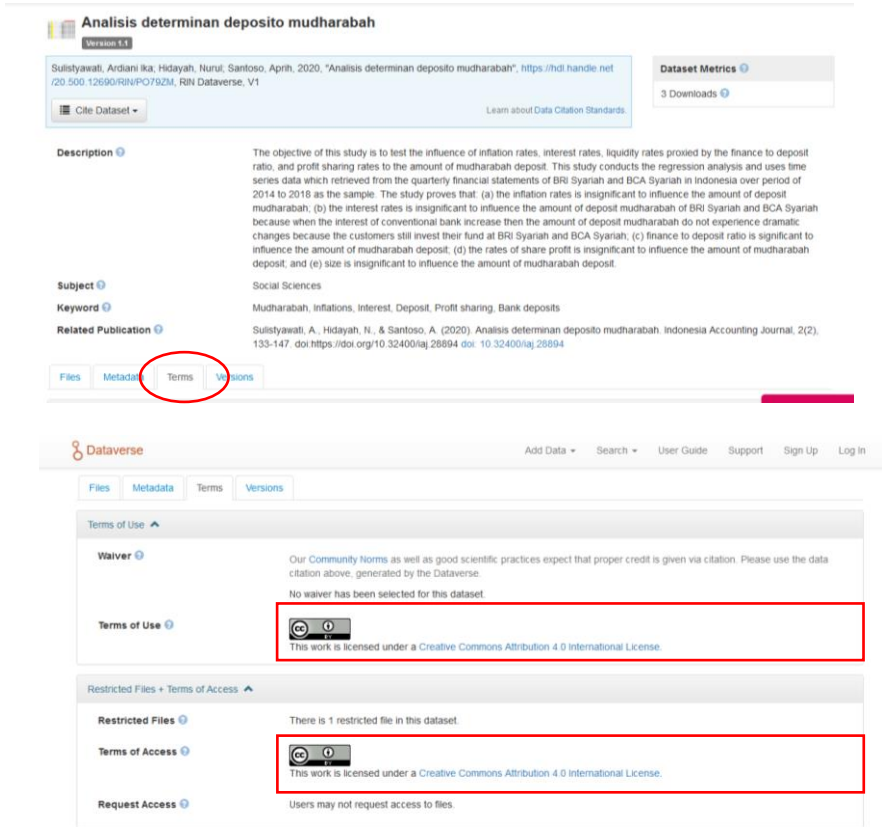 Analisis determinan deposito mudharabah
Version 1.1
Sulistyawati, Ardiani Ika; Hidayah, Nurul; Santoso, Aprih, 2020, "Analisis determinan deposito mudharabah", https://hdl.handle.net
/20.500.12690/RIN/PO79ZM, RIN Dataverse, V1
Cite Dataset
Learn about Data Citation Standards.
Dataset Metrics
3 Downloads
Description
The objective of this study is to test the influence of inflation rates, interest rates, liquidity rates proxied by the finance to deposit
ratio, and profit sharing rates to the amount of mudharabah deposit. This study conducts the regression analysis and uses time
series data which retrieved from the quarterly financial statements of BRI Syariah and BCA Syariah in Indonesia over period of
2014 to 2018 as the sample. The study proves that: (a) the inflation rates is insignificant to influence the amount of deposit
mudharabah; (b) the interest rates is insignificant to influence the amount of deposit mudharabah of BRI Syariah and BCA Syariah
because when the interest of conventional bank increase then the amount of deposit mudharabah do not experience dramatic
changes because the customers still invest their fund at BRI Syariah and BCA Syariah; (c) finance to deposit ratio is significant to
influence the amount of mudharabah deposit; (d) the rates of share profit is insignificant to influence the amount of mudharabah
deposit; and (e) size is insignificant to influence the amount of mudharabah deposit.
Subject
Social Sciences
Keyword
Mudharabah, Inflations, Interest, Deposit, Profit sharing, Bank deposits
Related Publication
Sulistyawati, A., Hidayah, N., & Santoso, A. (2020). Analisis determinan deposito mudharabah. Indonesia Accounting Journal, 2(2),
133-147. doi:https://doi.org/10.32400/iaj.28894 doi: 10.32400/iaj.28894
Files Metadata Terms Versions
Dataverse
Add Data Search User Guide Support Sign Up Log In
Files Metadata Terms Versions
Terms of Use
Waiver
Our Community Norms as well as good scientific practices expect that proper credit is given via citation. Please use the data
citation above, generated by the Dataverse.
No waiver has been selected for this dataset.
Terms of Use
cc BY
This work is licensed under a Creative Commons Attribution 4.0 International License.
Restricted Files + Terms of Access
Restricted Files
There is 1 restricted file in this dataset.
Terms of Access
cc BY
This work is licensed under a Creative Commons Attribution 4.0 International License.
Request Access
Users may not request access to files.